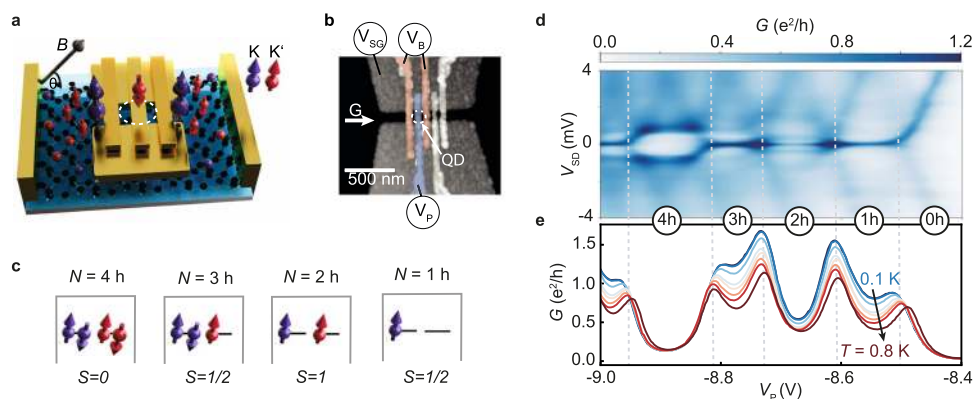 a
B
θ
K K'
b
V_SG
V_B
G
QD
500 nm
V_P
c
N = 4 h
N = 3 h
N = 2 h
N = 1 h
S=0
S=1/2
S=1
S=1/2
d
G (e²/h)
0.0 0.4 0.8 1.2
V_SD (mV)
4
0
-4
4h 3h 2h 1h 0h
e
G (e²/h)
1.5
1.0
0.5
0.0
0.1 K
T = 0.8 K
-9.0 -8.8 -8.6 -8.4
V_P (V)